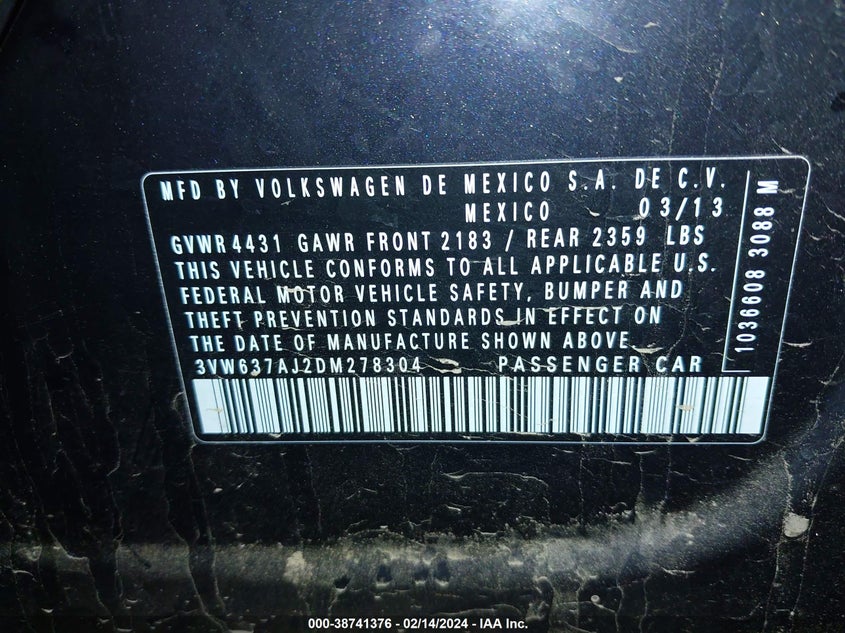 MFD BY VOLKSWAGEN DE MEXICO S.A. DE C.V.
MEXICO 03/13
GVWR 4431 GAWR FRONT 2183 / REAR 2359 LBS
THIS VEHICLE CONFORMS TO ALL APPLICABLE U.S.
FEDERAL MOTOR VEHICLE SAFETY, BUMPER AND
THEFT PREVENTION STANDARDS IN EFFECT ON
THE DATE OF MANUFACTURE SHOWN ABOVE.
3VW637AJ2DM278304 PASSENGER CAR
1036608 3088 M
000-38741376 - 02/14/2024 - IAA Inc.